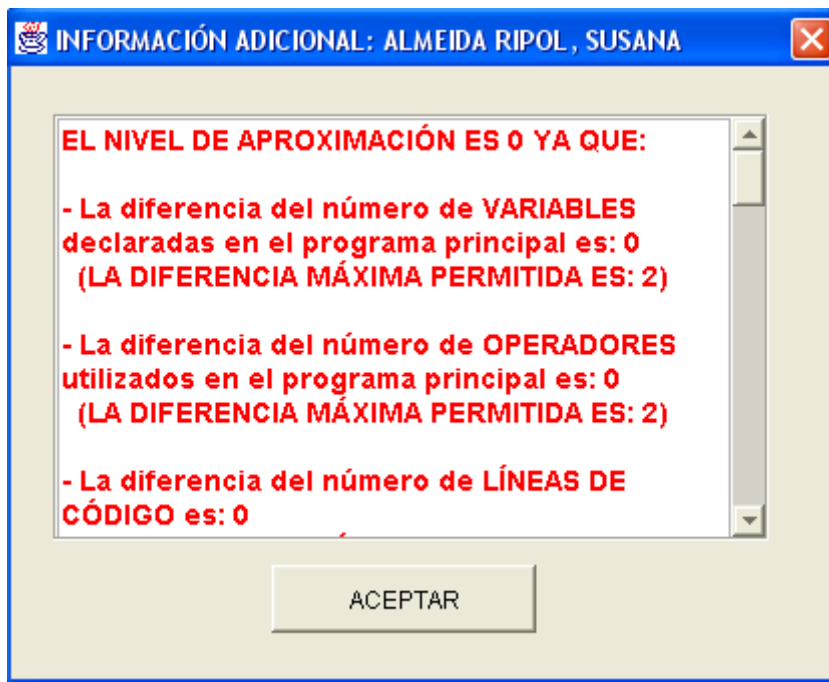 INFORMACIÓN ADICIONAL: ALMEIDA RIPOL, SUSANA
EL NIVEL DE APROXIMACIÓN ES 0 YA QUE:
- La diferencia del número de VARIABLES
declaradas en el programa principal es: 0
(LA DIFERENCIA MÁXIMA PERMITIDA ES: 2)
- La diferencia del número de OPERADORES
utilizados en el programa principal es: 0
(LA DIFERENCIA MÁXIMA PERMITIDA ES: 2)
- La diferencia del número de LÍNEAS DE
CÓDIGO es: 0
ACEPTAR